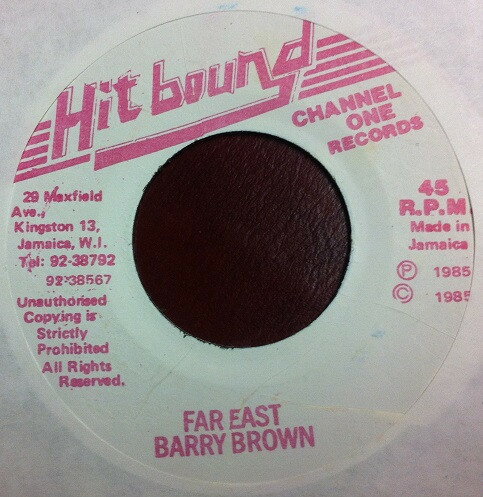 Hit bound
CHANNEL
ONE
RECORDS
29 Maxfield
Ave.,
Kingston 13,
Jamaica, W.I.
Tel: 92-38792
92-38567
Unauthorised
Copying is
Strictly
Prohibited
All Rights
Reserved.
45
R.P.M
Made in
Jamaica
Ⓟ 1985
© 1985
FAR EAST
BARRY BROWN